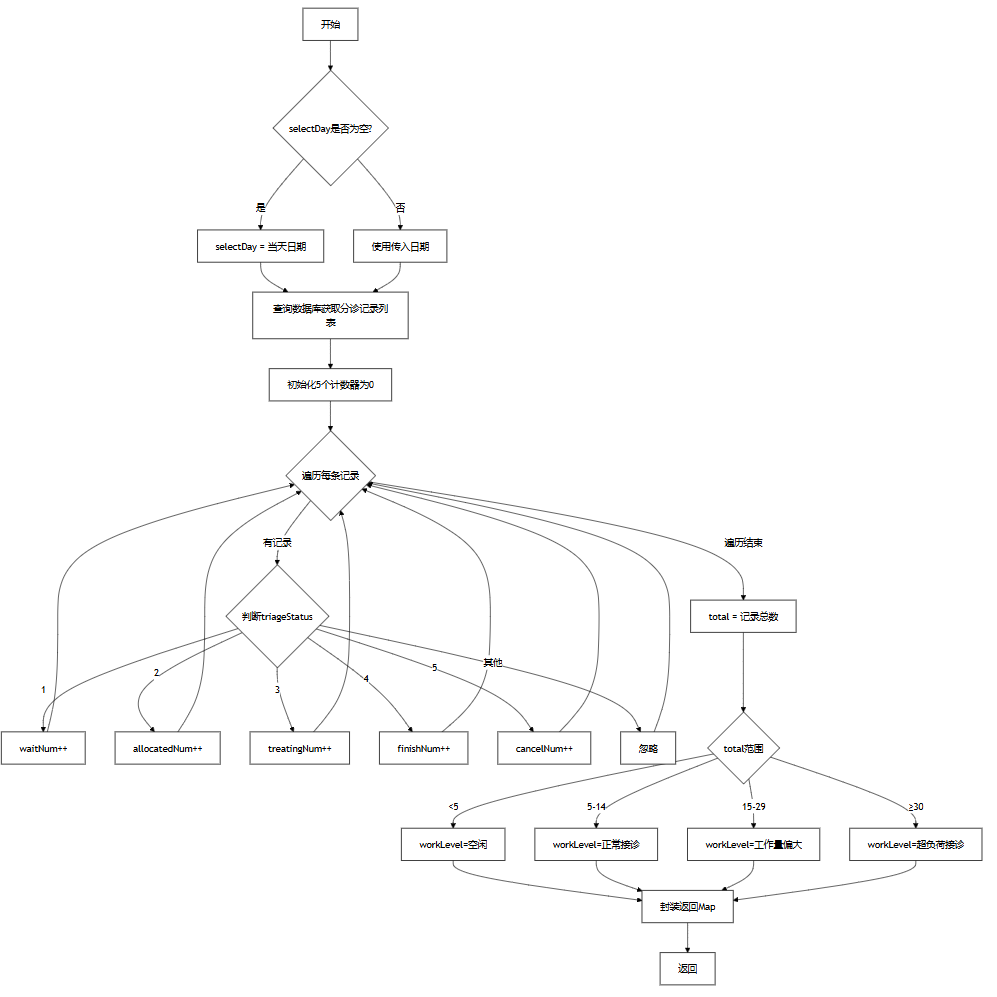 开始
selectDay是否为空?
是
否
selectDay = 当天日期
使用传入日期
查询数据库获取分诊记录列
表
初始化5个计数器为0
遍历每条记录
有记录
遍历结束
判断triageStatus
total = 记录总数
1
2
3
4
5
其他
waitNum++
allocatedNum++
treatingNum++
finishNum++
cancelNum++
忽略
total范围
<5
5-14
15-29
≥30
workLevel=空闲
workLevel=正常接诊
workLevel=工作量偏大
workLevel=超负荷接诊
封装返回Map
返回